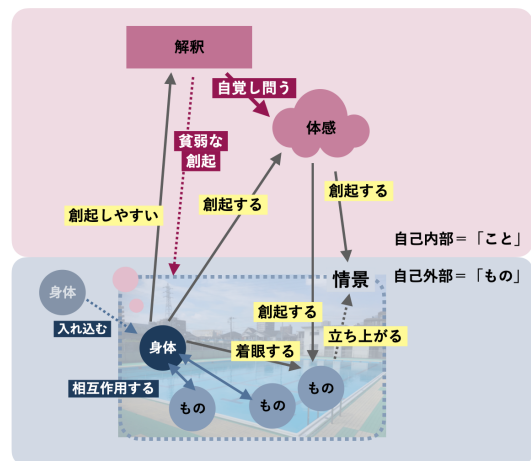 解釈
自覚し問う
体感
貧弱な
創起
創起する
創起しやすい
創起する
自己内部＝「こと」
身体
情景
自己外部＝「もの」
入れ込む
創起する
立ち上がる
身体
着眼する
相互作用する
もの
もの
もの